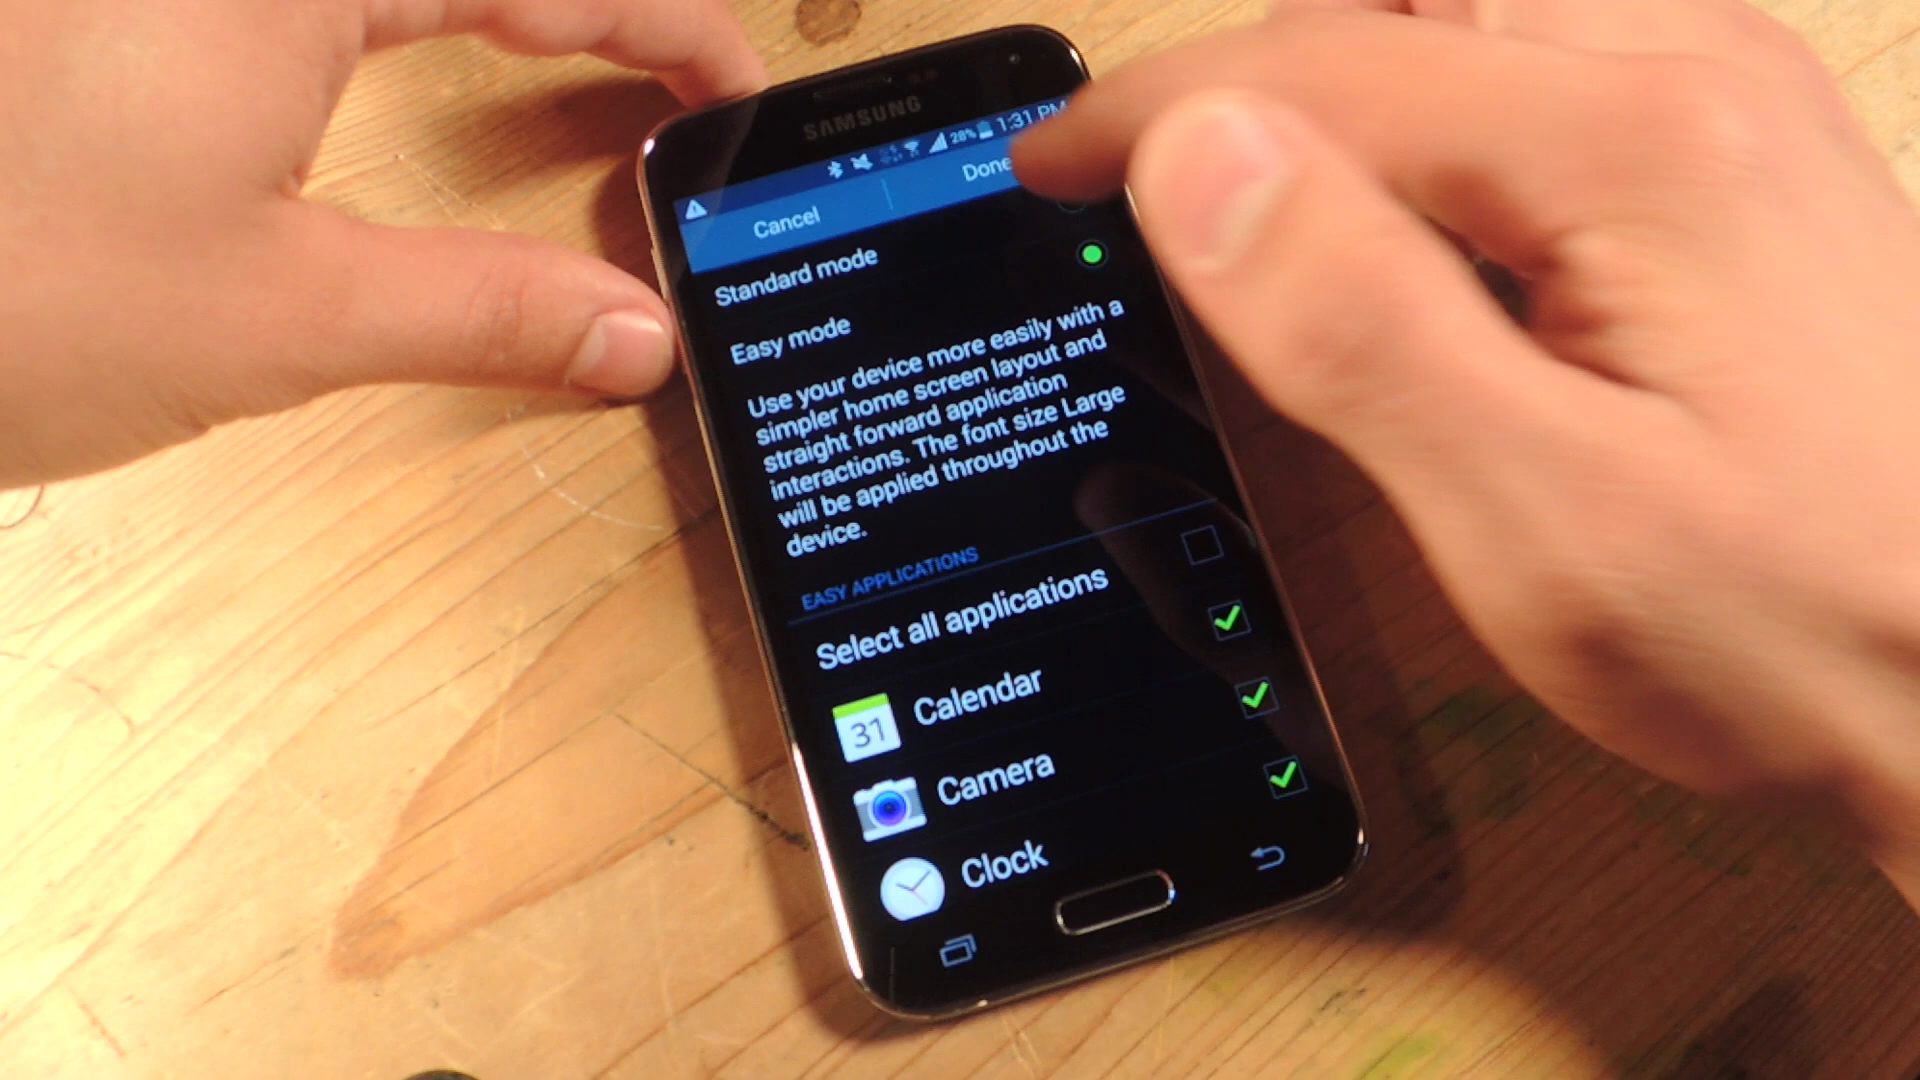 SAMSUNG
28% 1:31 PM
Cancel Done
Standard mode
Easy mode
Use your device more easily with a
simpler home screen layout and
straight forward application
interactions. The font size Large
will be applied throughout the
device.
EASY APPLICATIONS
Select all applications
31 Calendar
Camera
Clock